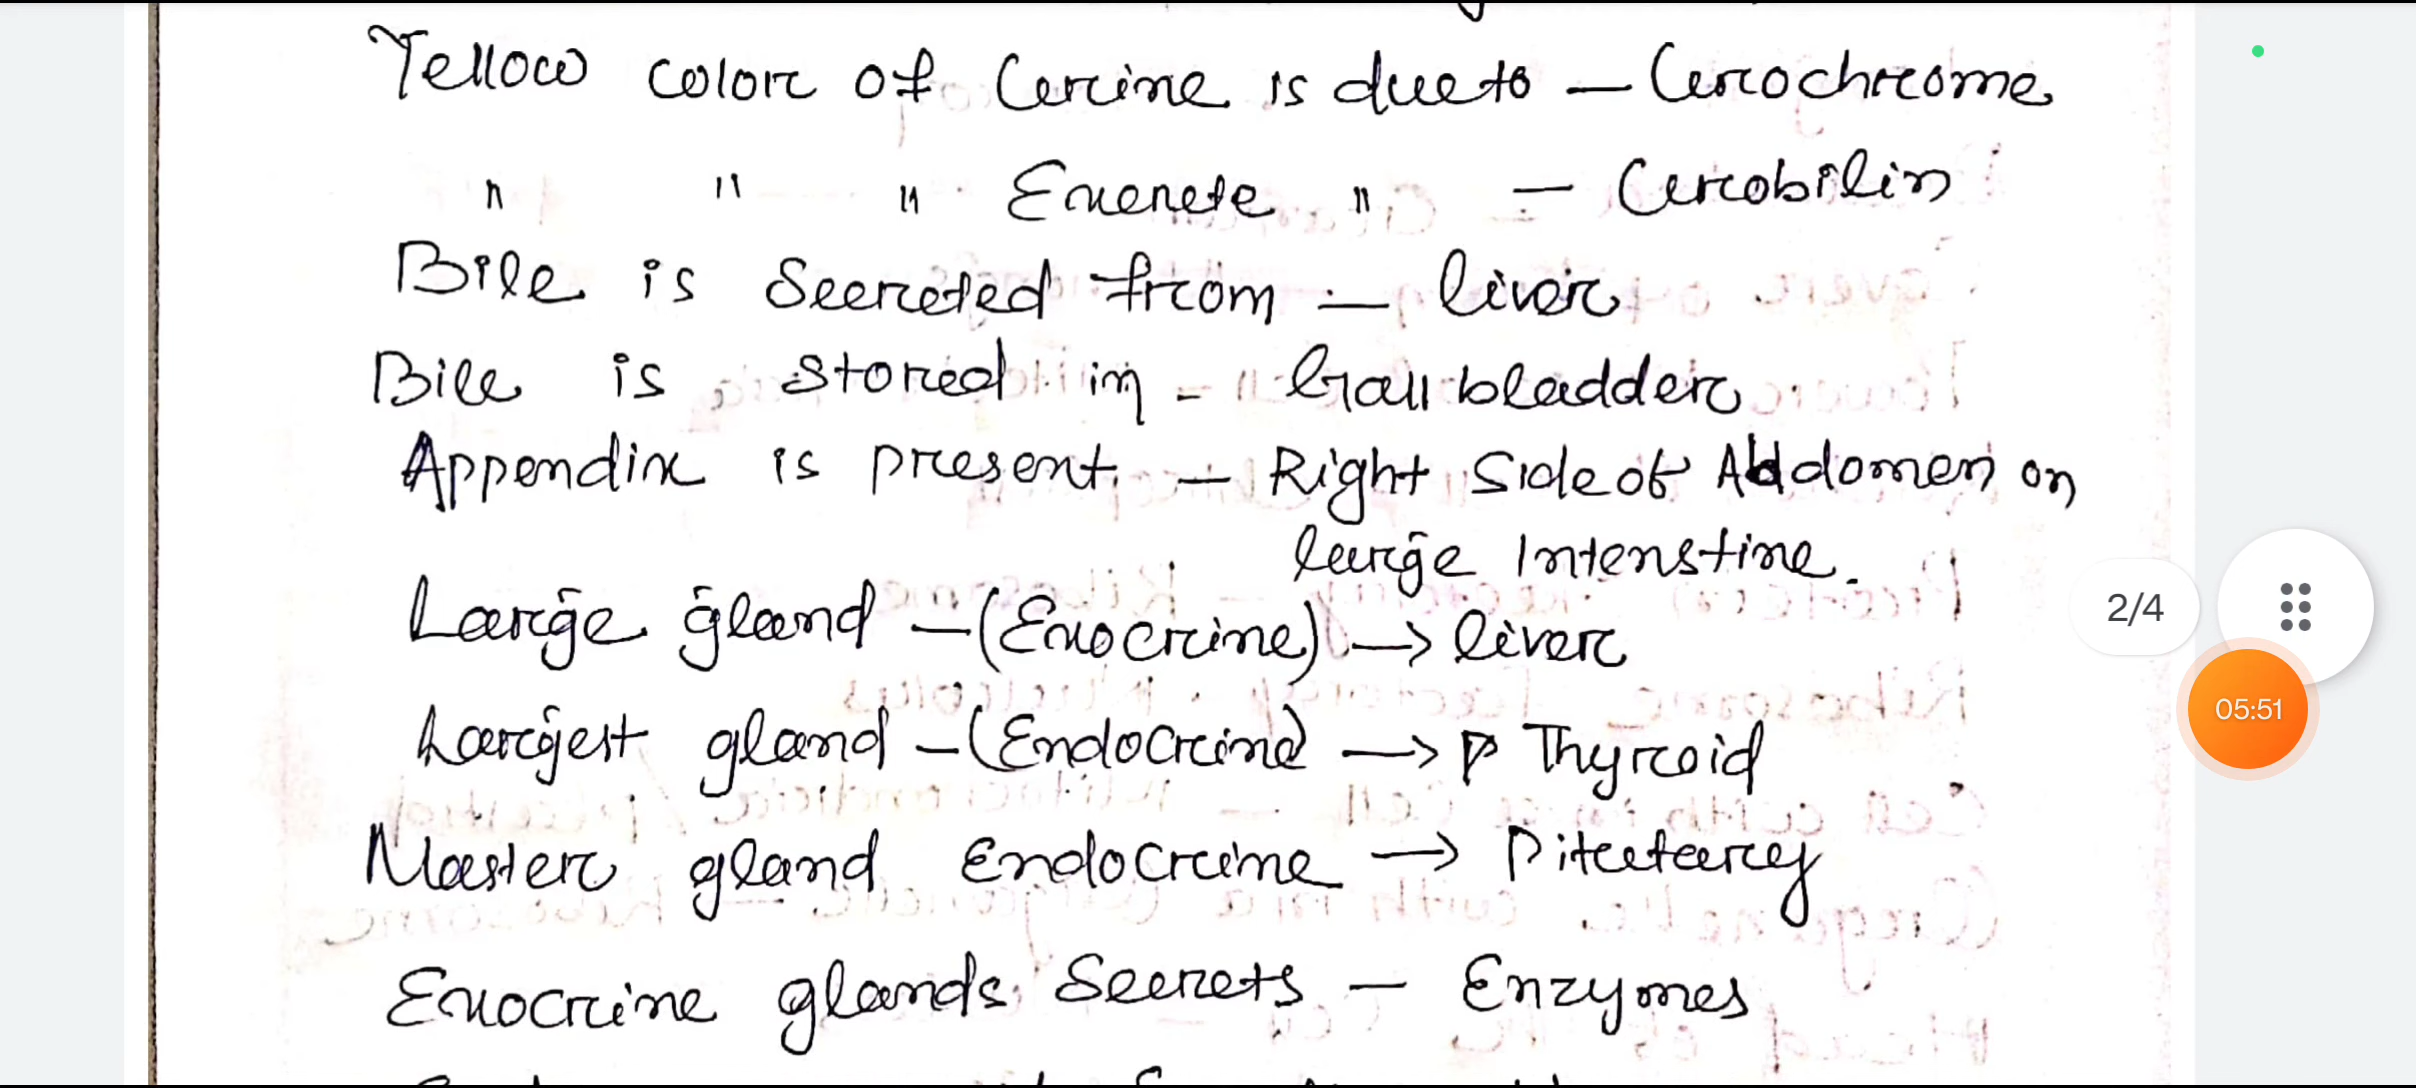 Yellow color of Urine is due to – Urochrome
" " " Excrete " – Urobilin
Bile is Secreted from – liver
Bile is stored in – Gall bladder
Appendix is present – Right Side of Abdomen on
large Intenstine.
Large gland – (Exocrine) → liver
Largest gland – (Endocrine) → Thyroid
Master gland Endocrine → Pitutary
Exocrine glands Secrets – Enzymes
2/4
05:51